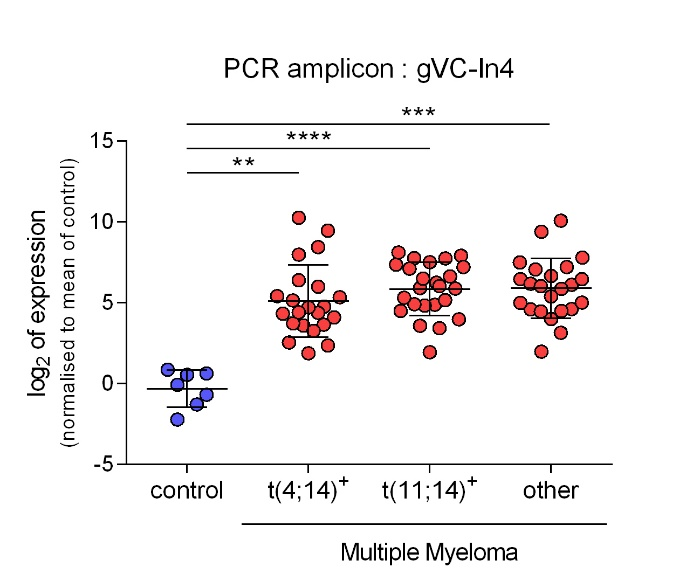 PCR amplicon : gVC-In4
***
****
**
15
10
5
0
-5
log2 of expression
(normalised to mean of control)
control
t(4;14)+
t(11;14)+
other
Multiple Myeloma